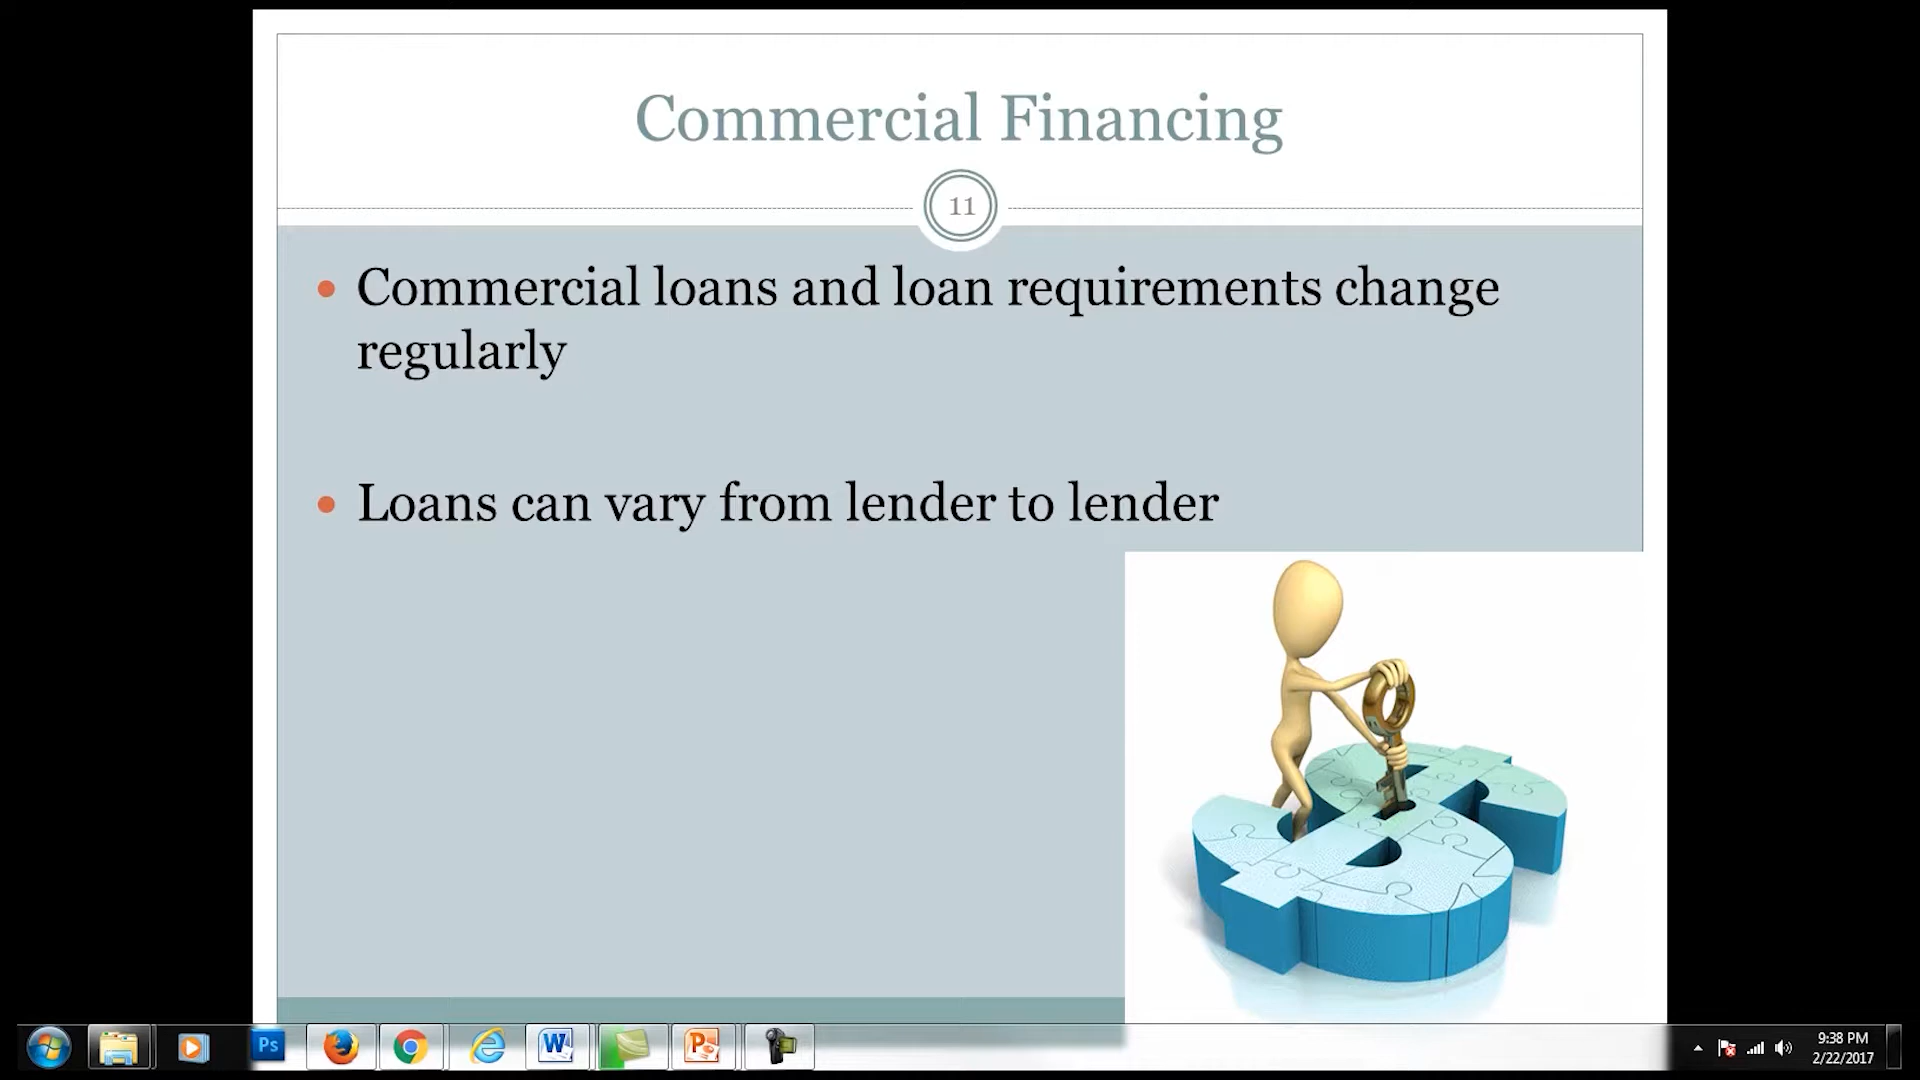 Commercial Financing
11
Commercial loans and loan requirements change
regularly
Loans can vary from lender to lender
Ps
W
P
9:38 PM
2/22/2017